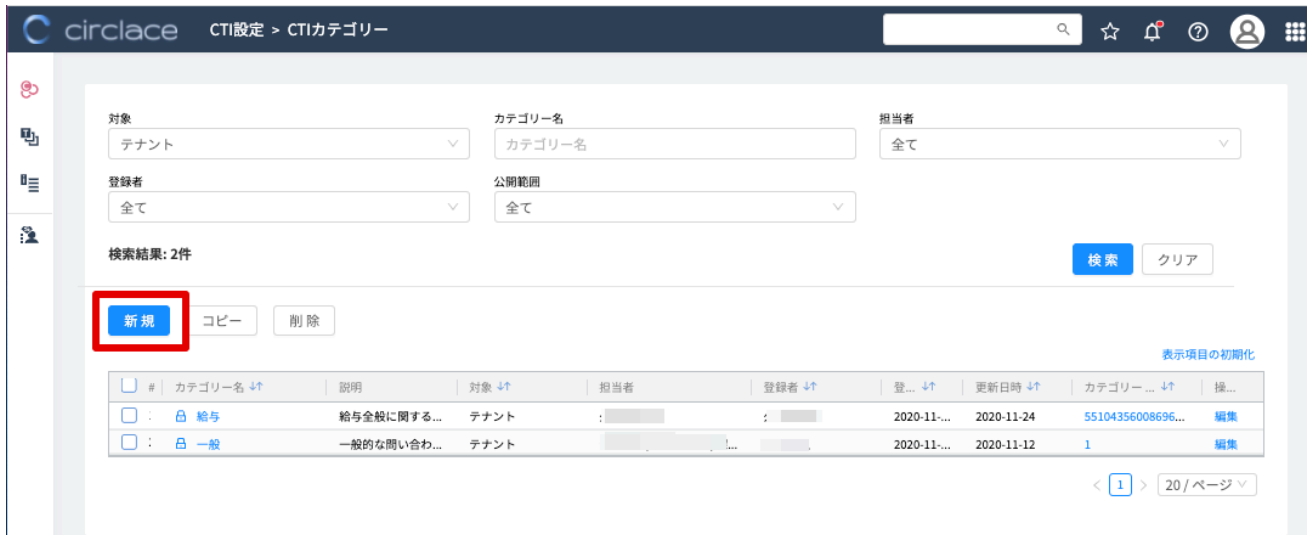 circlace CTI設定 > CTIカテゴリー
対象 カテゴリー名 担当者
テナント カテゴリー名 全て
登録者 公開範囲
全て 全て
検索結果: 2件
検索 クリア
新規 コピー 削除
表示項目の初期化
# カテゴリー名 説明 対象 担当者 登録者 登... 更新日時 カテゴリー ... 操...
給与 給与全般に関する... テナント 2020-11-... 2020-11-24 55104356008696... 編集
一般 一般的な問い合わ... テナント ... 2020-11-... 2020-11-12 1 編集
< 1 > 20 / ページ